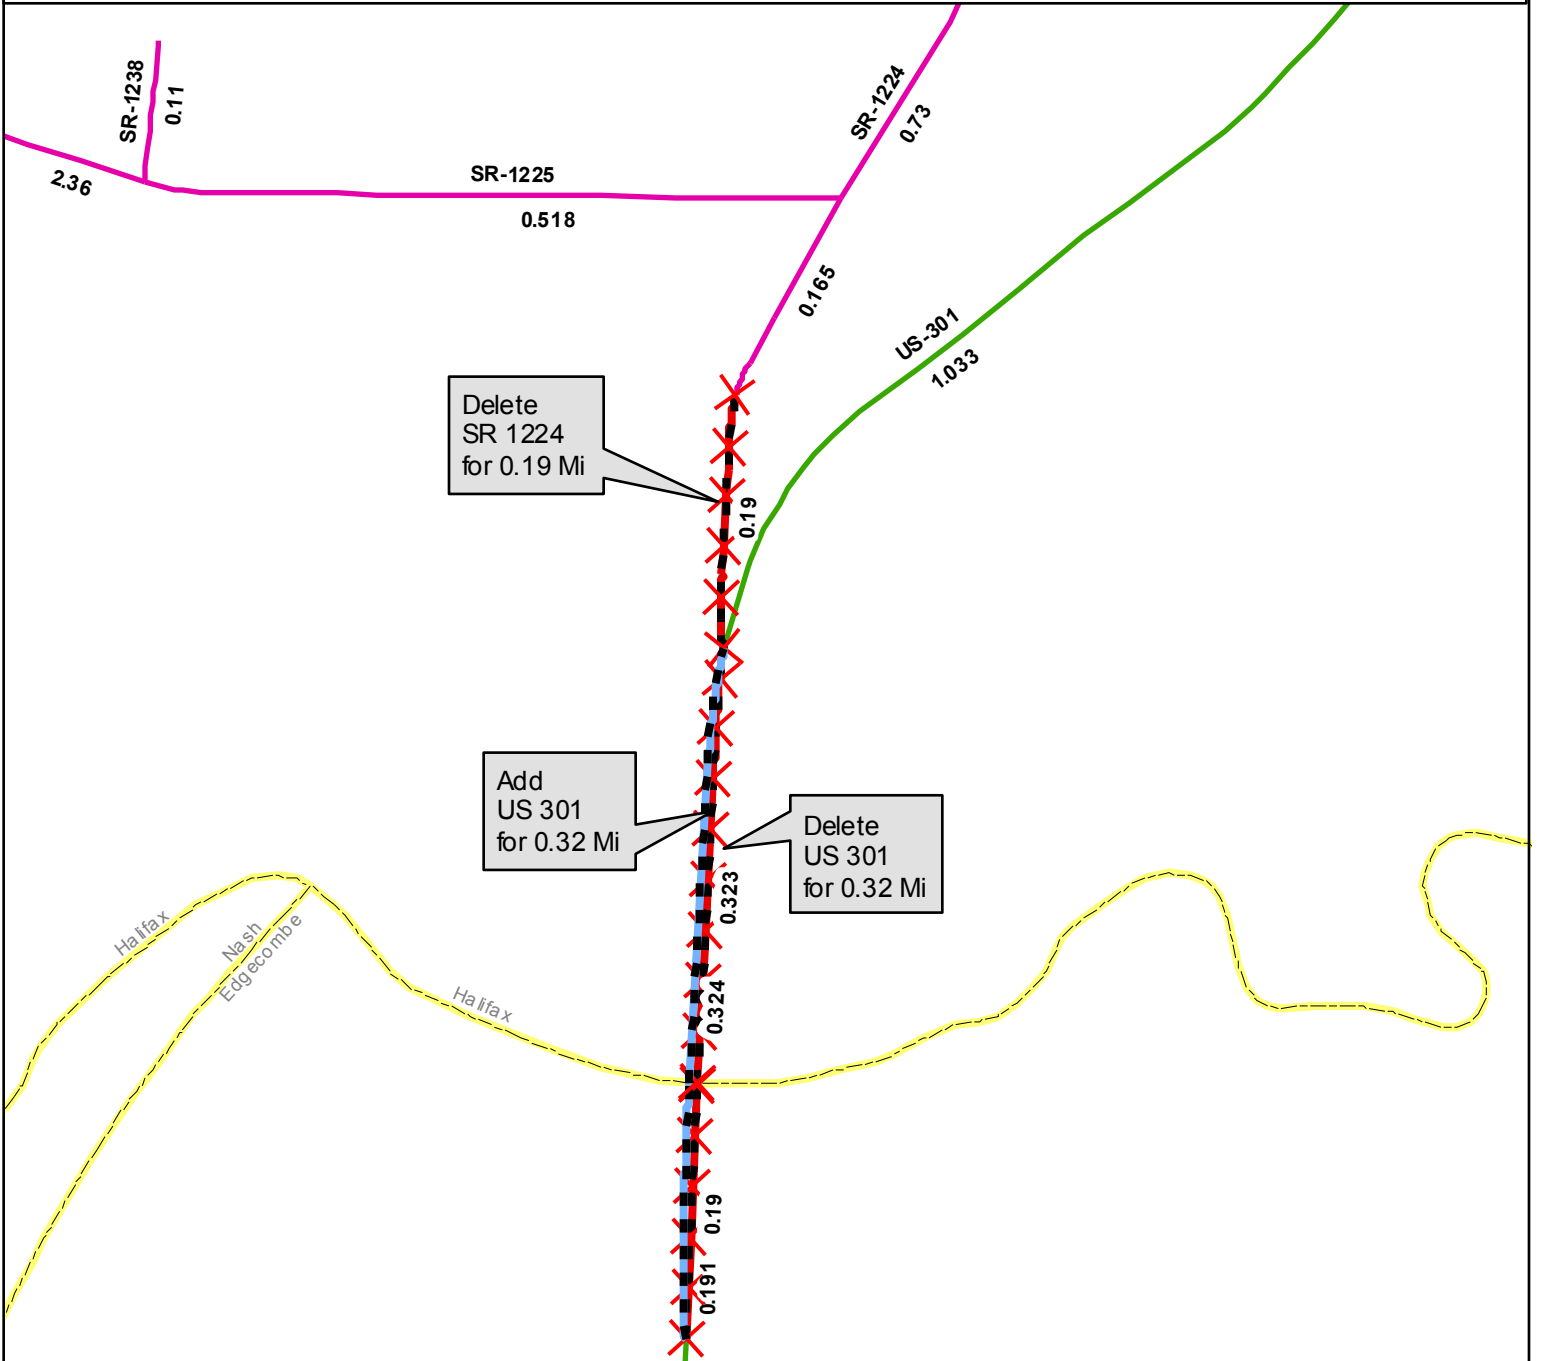 SR-1238
0.11
2.36
SR-1225
0.518
SR-1224
0.73
0.165
US-301
1.033
Delete
SR 1224
for 0.19 Mi
0.19
Add
US 301
for 0.32 Mi
Delete
US 301
for 0.32 Mi
0.323
0.324
Halifax
Nash
Edgecombe
Halifax
0.19
0.191